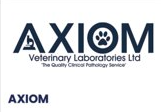 AXIOM
Veterinary Laboratories Ltd
'The Quality Clinical Pathology Service'
AXIOM